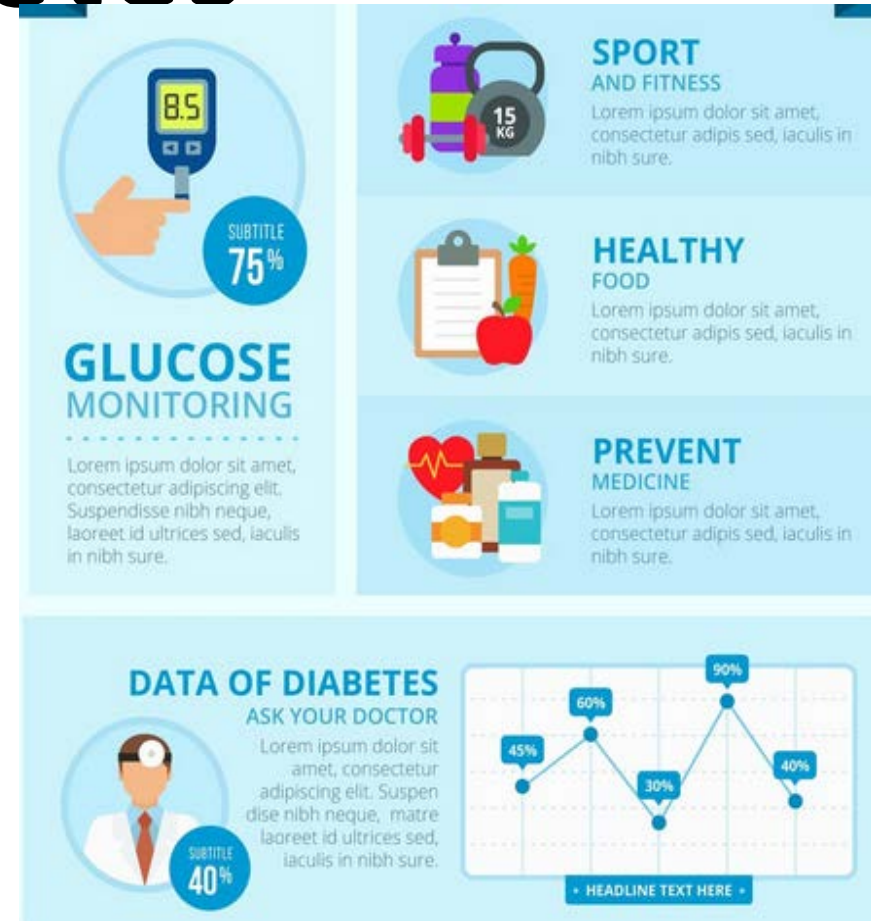 8.5
SUBTITLE
75%
GLUCOSE
MONITORING
Lorem ipsum dolor sit amet,
consectetur adipiscing elit.
Suspendisse nibh neque,
laoreet id ultrices sed, iaculis
in nibh sure.
15
KG
SPORT
AND FITNESS
Lorem ipsum dolor sit amet,
consectetur adipis sed, iaculis in
nibh sure.
HEALTHY
FOOD
Lorem ipsum dolor sit amet,
consectetur adipis sed, iaculis in
nibh sure.
PREVENT
MEDICINE
Lorem ipsum dolor sit amet,
consectetur adipis sed, iaculis in
nibh sure.
DATA OF DIABETES
ASK YOUR DOCTOR
Lorem ipsum dolor sit
amet, consectetur
adipiscing elit. Suspen
dise nibh neque, matre
laoreet id ultrices sed,
iaculis in nibh sure.
SUBTITLE
40%
45%
60%
30%
90%
40%
• HEADLINE TEXT HERE •